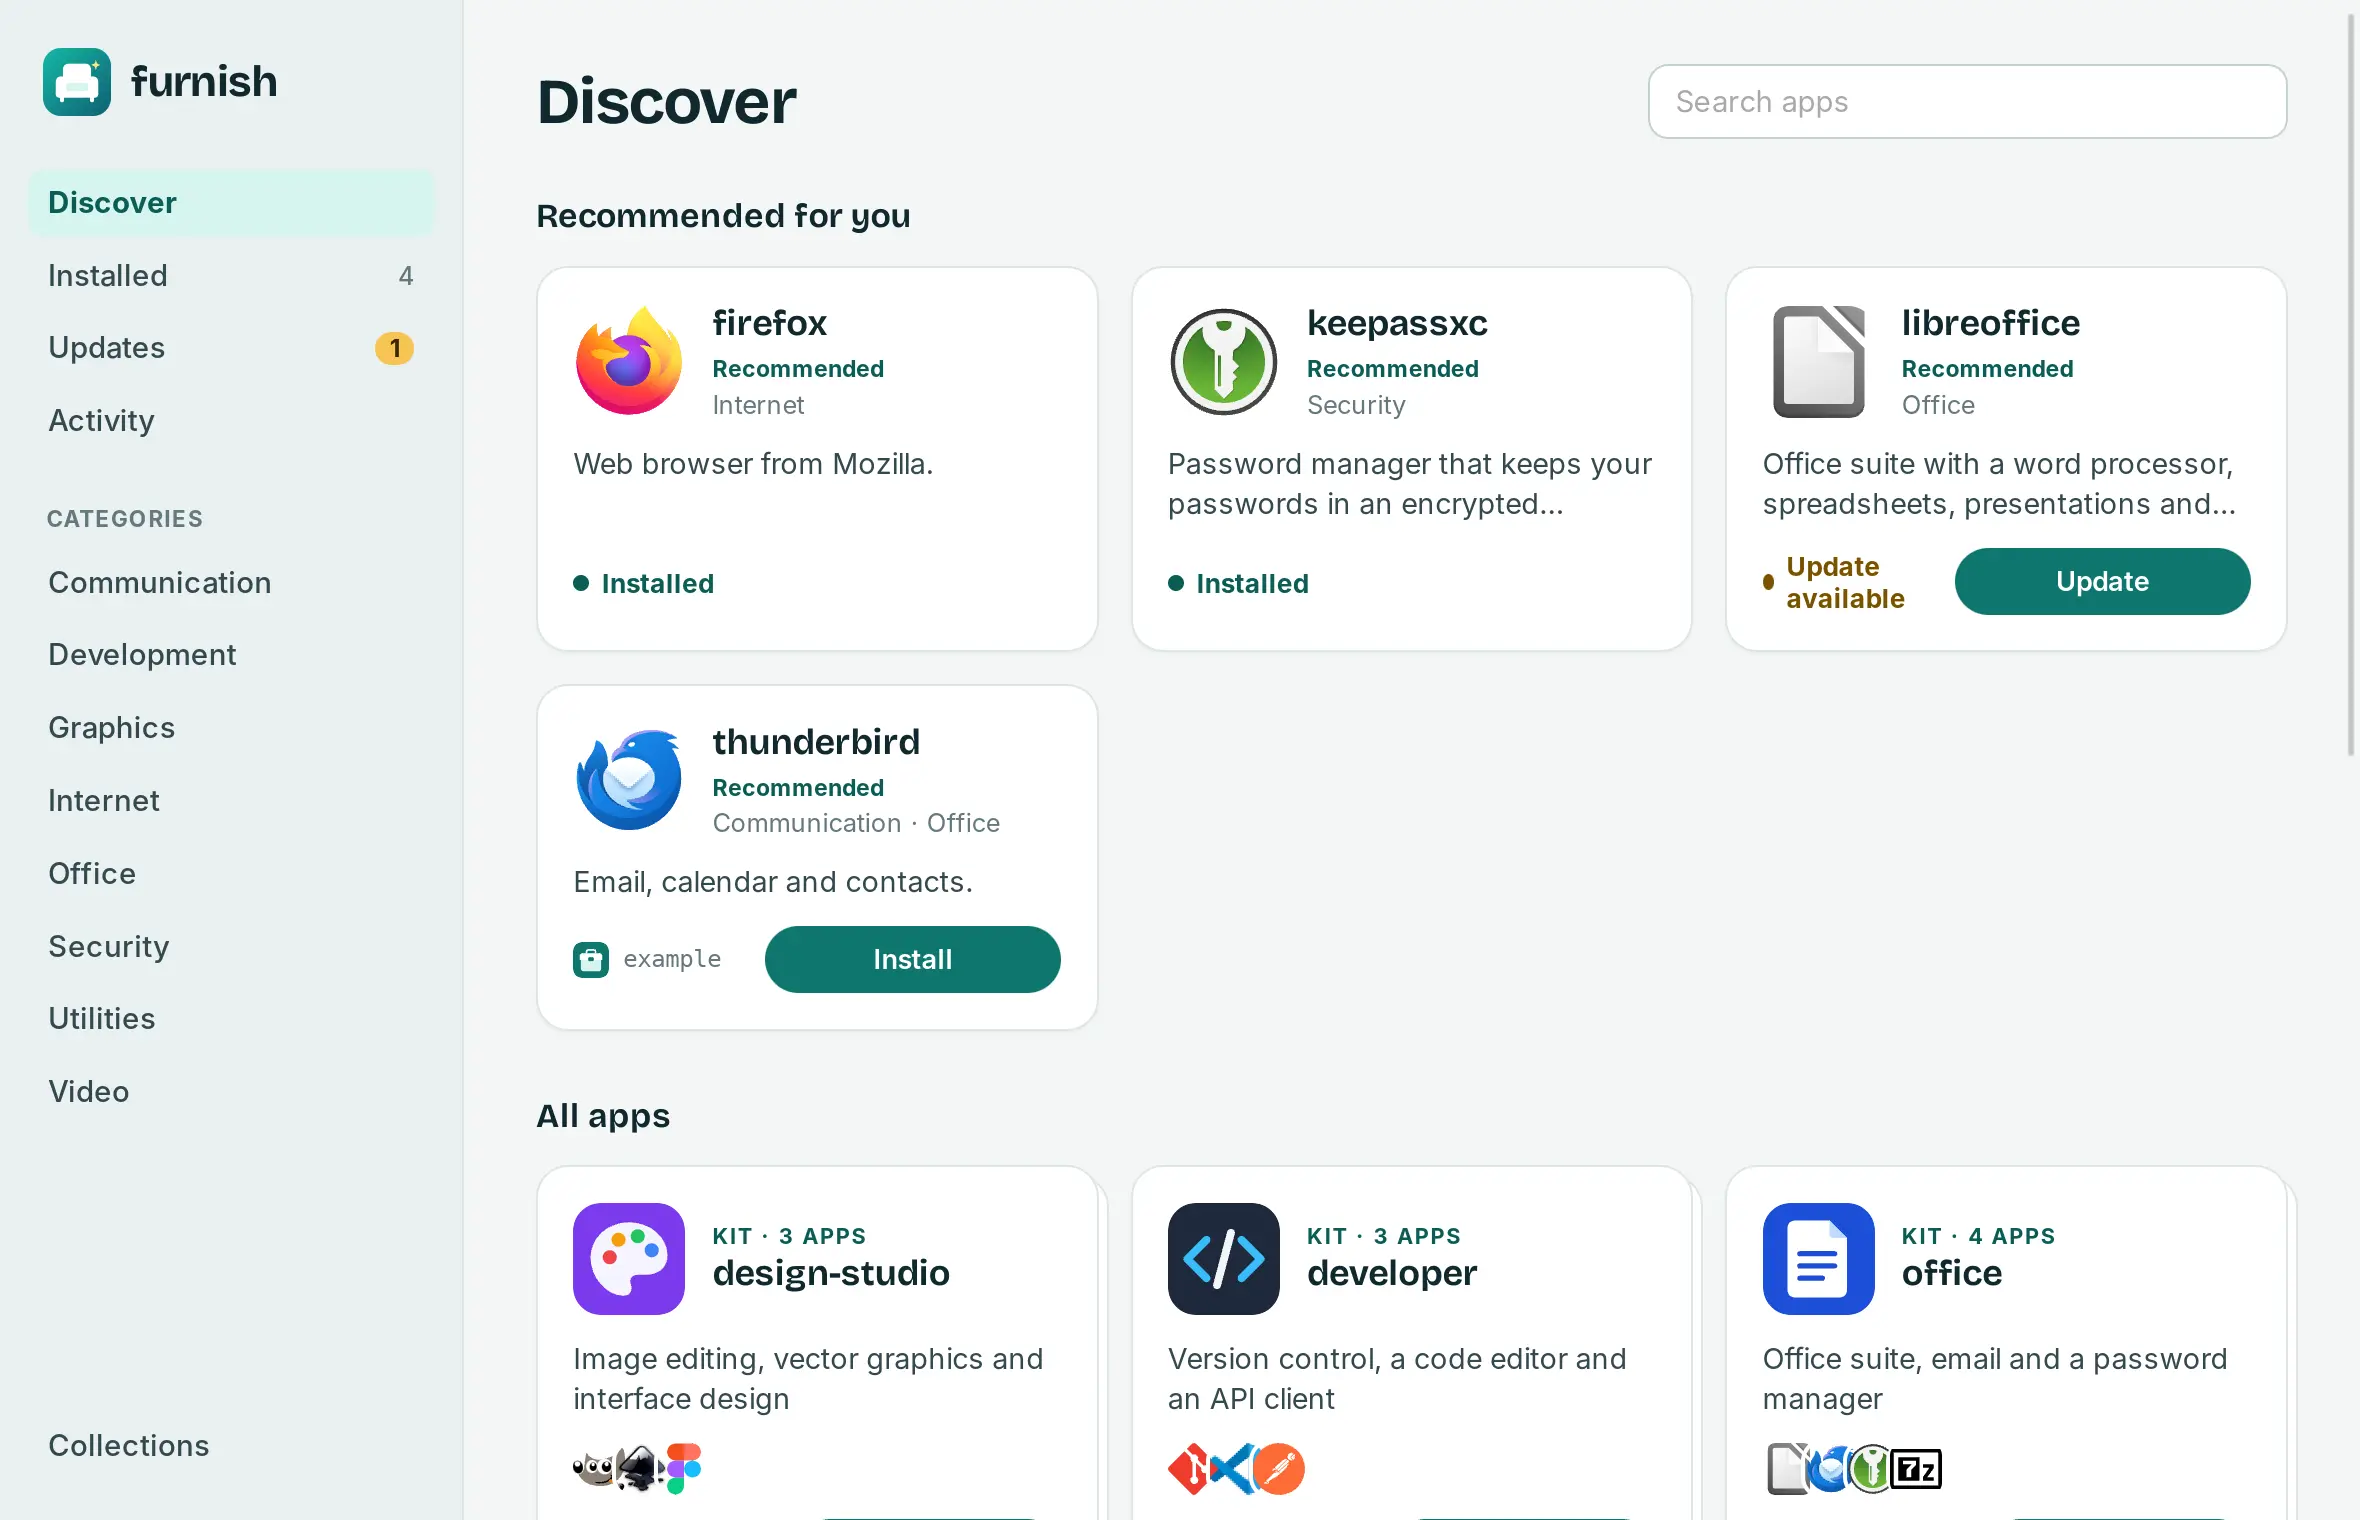 furnish
Discover
Installed 4
Updates 1
Activity
CATEGORIES
Communication
Development
Graphics
Internet
Office
Security
Utilities
Video
Collections
Discover
Search apps
Recommended for you
firefox
Recommended
Internet
Web browser from Mozilla.
Installed
keepassxc
Recommended
Security
Password manager that keeps your
passwords in an encrypted...
Installed
libreoffice
Recommended
Office
Office suite with a word processor,
spreadsheets, presentations and...
Update
available
Update
thunderbird
Recommended
Communication · Office
Email, calendar and contacts.
example
Install
All apps
KIT · 3 APPS
design-studio
Image editing, vector graphics and
interface design
KIT · 3 APPS
developer
Version control, a code editor and
an API client
KIT · 4 APPS
office
Office suite, email and a password
manager
7z